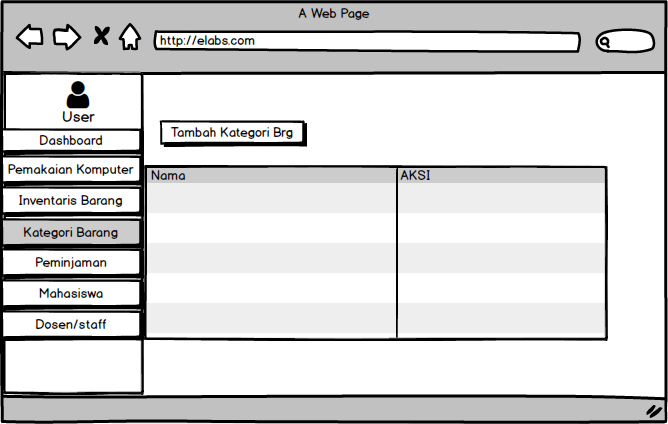 A Web Page
http://elabs.com
User
Dashboard
Pemakaian Komputer
Inventaris Barang
Kategori Barang
Peminjaman
Mahasiswa
Dosen/staff
Tambah Kategori Brg
Nama AKSI